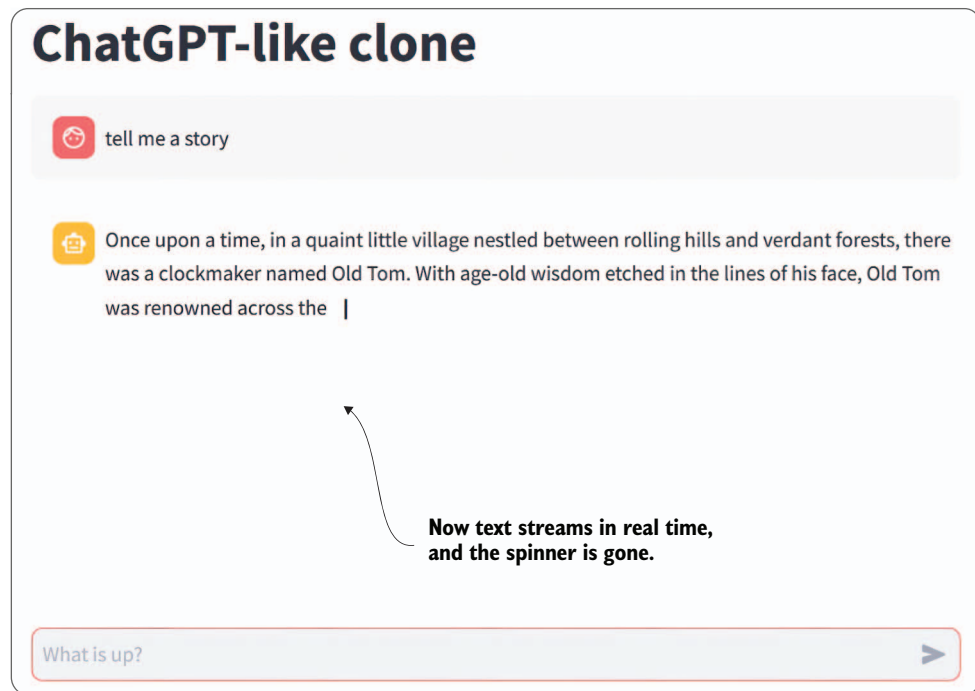 ChatGPT-like clone
tell me a story
Once upon a time, in a quaint little village nestled between rolling hills and verdant forests, there
was a clockmaker named Old Tom. With age-old wisdom etched in the lines of his face, Old Tom
was renowned across the
Now text streams in real time,
and the spinner is gone.
What is up?